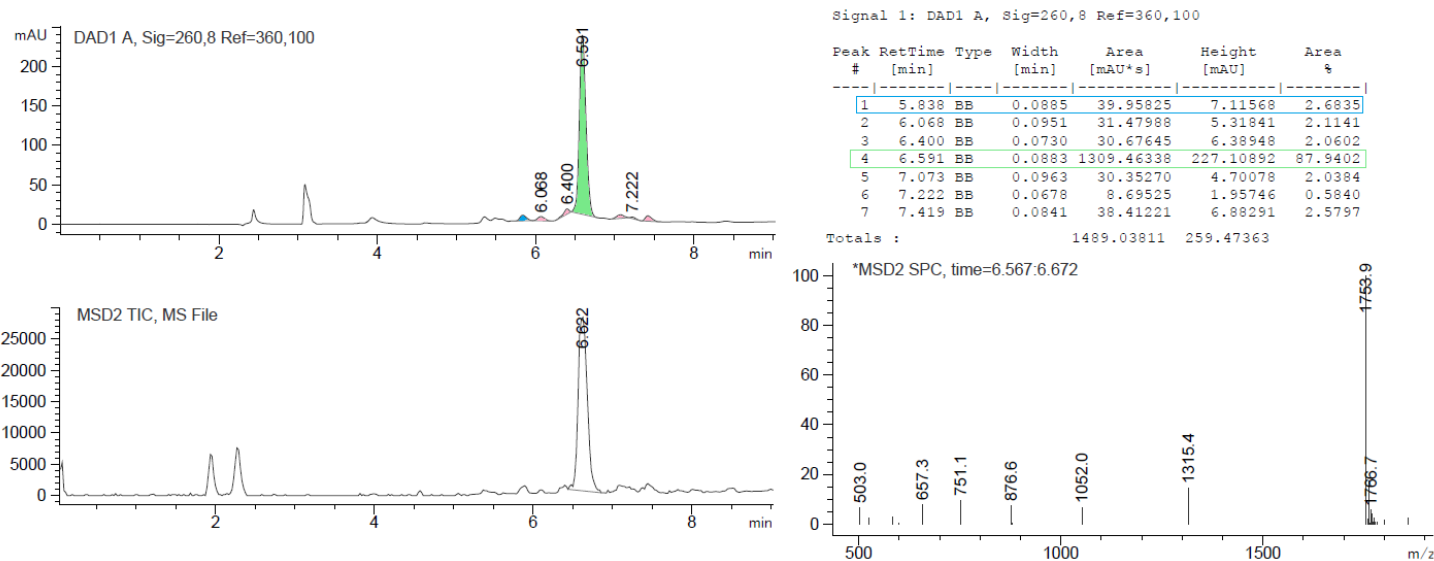 mAU
DAD1 A, Sig=260,8 Ref=360,100
200
150
100
50
0
6.068
6.400
6.591
7.222
2
4
6
8
min
MSD2 TIC, MS File
25000
20000
15000
10000
5000
0
6.622
2
4
6
8
min
Signal 1: DAD1 A, Sig=260,8 Ref=360,100
Peak RetTime Type Width Area Height Area
# [min] [min] [mAU*s] [mAU] %
----|-------|----|-------|----------|----------|--------|
1 5.838 BB 0.0885 39.95825 7.11568 2.6835
2 6.068 BB 0.0951 31.47988 5.31841 2.1141
3 6.400 BB 0.0730 30.67645 6.38948 2.0602
4 6.591 BB 0.0883 1309.46338 227.10892 87.9402
5 7.073 BB 0.0963 30.35270 4.70078 2.0384
6 7.222 BB 0.0678 8.69525 1.95746 0.5840
7 7.419 BB 0.0841 38.41221 6.88291 2.5797
Totals : 1489.03811 259.47363
*MSD2 SPC, time=6.567:6.672
100
80
60
40
20
0
503.0
657.3
751.1
876.6
1052.0
1315.4
1753.9
1766.7
500
1000
1500
m/z